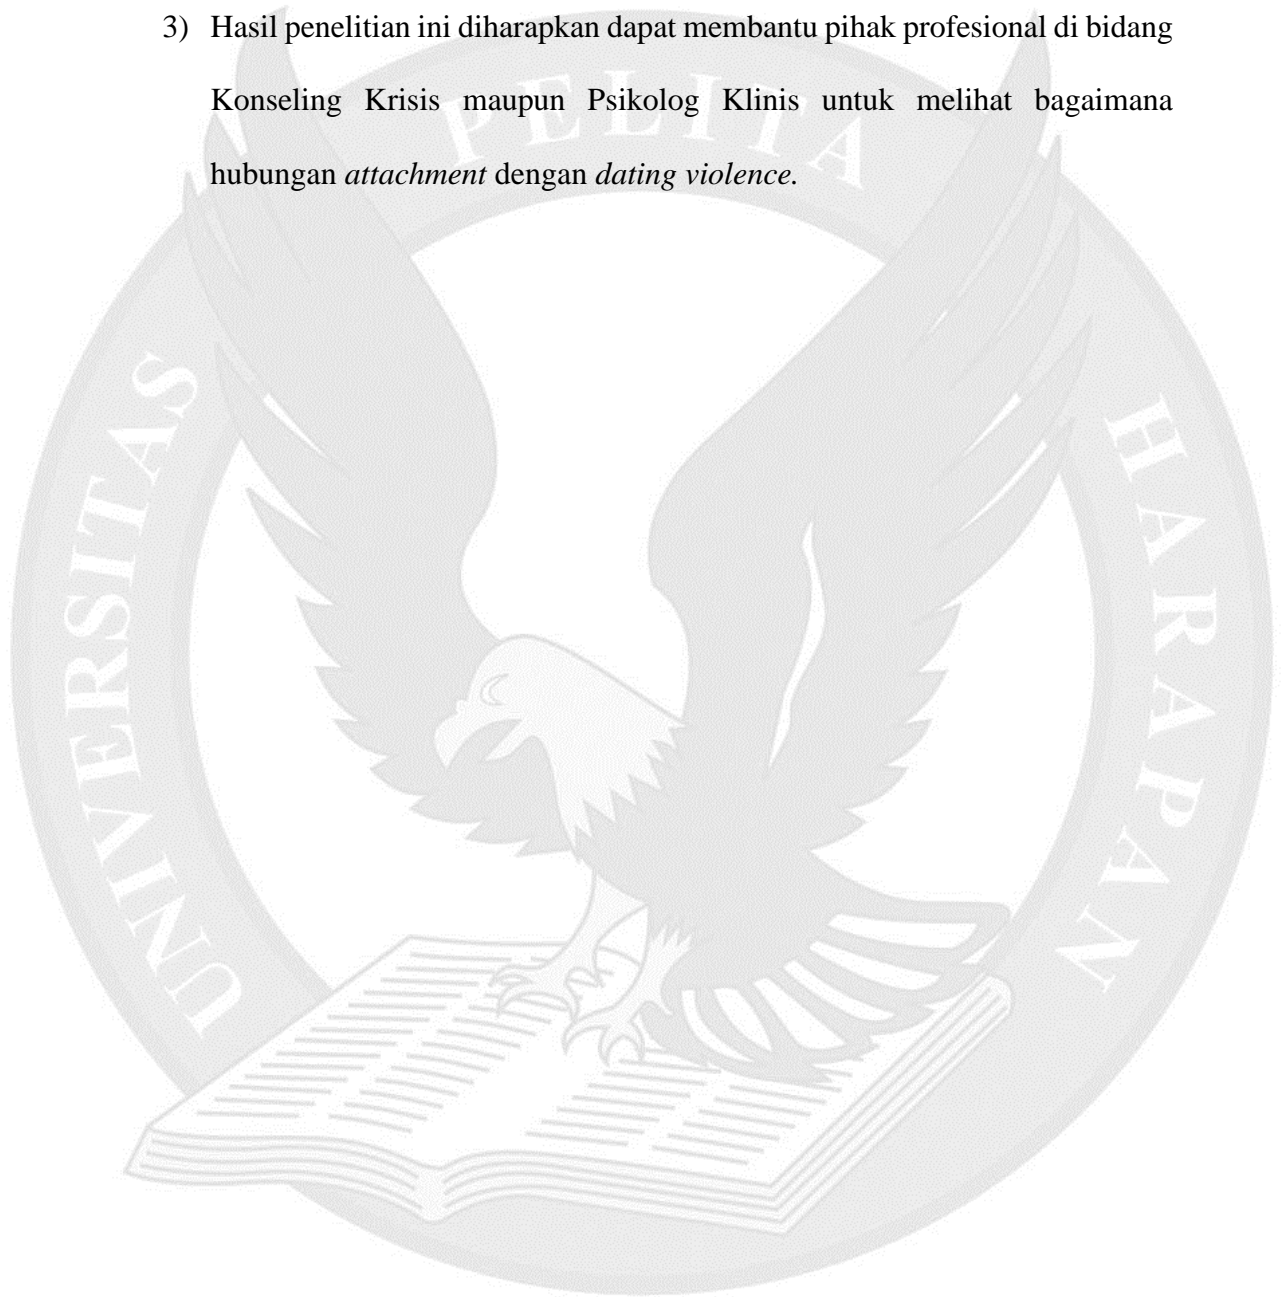 3) Hasil penelitian ini diharapkan dapat membantu pihak profesional di bidang
Konseling Krisis maupun Psikolog Klinis untuk melihat bagaimana
hubungan attachment dengan dating violence.
UNIVERSITAS
PELITA
HARAPAN